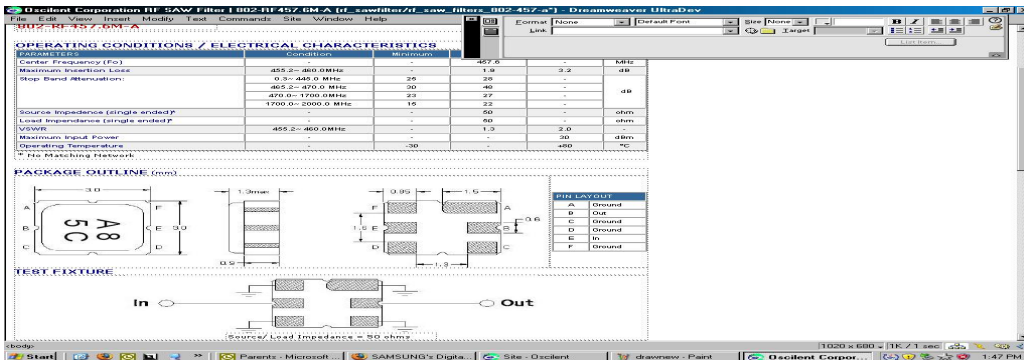 Oscilent Corporation RF SAW Filter | 802-RF457.6M-A (rf_sawfilter/rf_saw_filters_802-457-a*) - Dreamweaver UltraDev
File Edit View Insert Modify Text Commands Site Window Help
Format None Default Font Size None B I
Link Target
List Item...
802-RF457.6M-A
OPERATING CONDITIONS / ELECTRICAL CHARACTERISTICS
PARAMETERS Condition Minimum
Center Frequency (Fo) - - 457.6 - MHz
Maximum Insertion Loss 455.2~ 460.0MHz - 1.9 3.2 dB
Stop Band Attenuation: 0.3~ 445.0 MHz 25 28 - dB
465.2~ 470.0 MHz 30 48 -
470.0~ 1700.0 MHz 23 27 -
1700.0~ 2000.0 MHz 15 22 -
Source Impedence (single ended)* - - 50 - ohm
Load Impendence (single ended)* - - 50 - ohm
VSWR 455.2~ 460.0MHz - 1.3 2.0 -
Maximum Input Power - - - 30 dBm
Operating Temperature - -30 - +80 °C
* No Matching Network
PACKAGE OUTLINE (mm)
3.0 1.3max 0.85 1.5
A F B E C D 3.0
A8
5C
0.9
F A E B D C 1.5 0.6
1.3
PIN LAYOUT
A Ground
B Out
C Ground
D Ground
E In
F Ground
TEST FIXTURE
In Out
Source/ Load Impedance = 50 ohms
<body> 1020 x 680 1K / 1 sec
Start Parents - Microsoft ... SAMSUNG's Digita... Site - Oscilent drawnew - Paint Oscilent Corpor... 1:47 PM